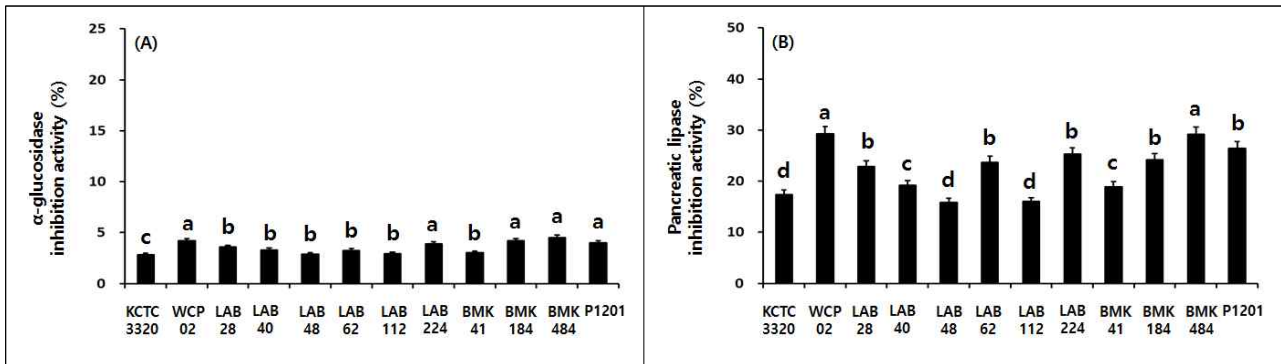 (A)
α-glucosidase
inhibition activity (%)
25
20
15
10
5
0
c a b b b b b a b a a a
KCTC 3320
WCP 02
LAB 28
LAB 40
LAB 48
LAB 62
LAB 112
LAB 224
BMK 41
BMK 184
BMK 484
P1201
(B)
Pancreatic lipase
inhibition activity (%)
50
40
30
20
10
0
d a b c d b d b c b a b
KCTC 3320
WCP 02
LAB 28
LAB 40
LAB 48
LAB 62
LAB 112
LAB 224
BMK 41
BMK 184
BMK 484
P1201